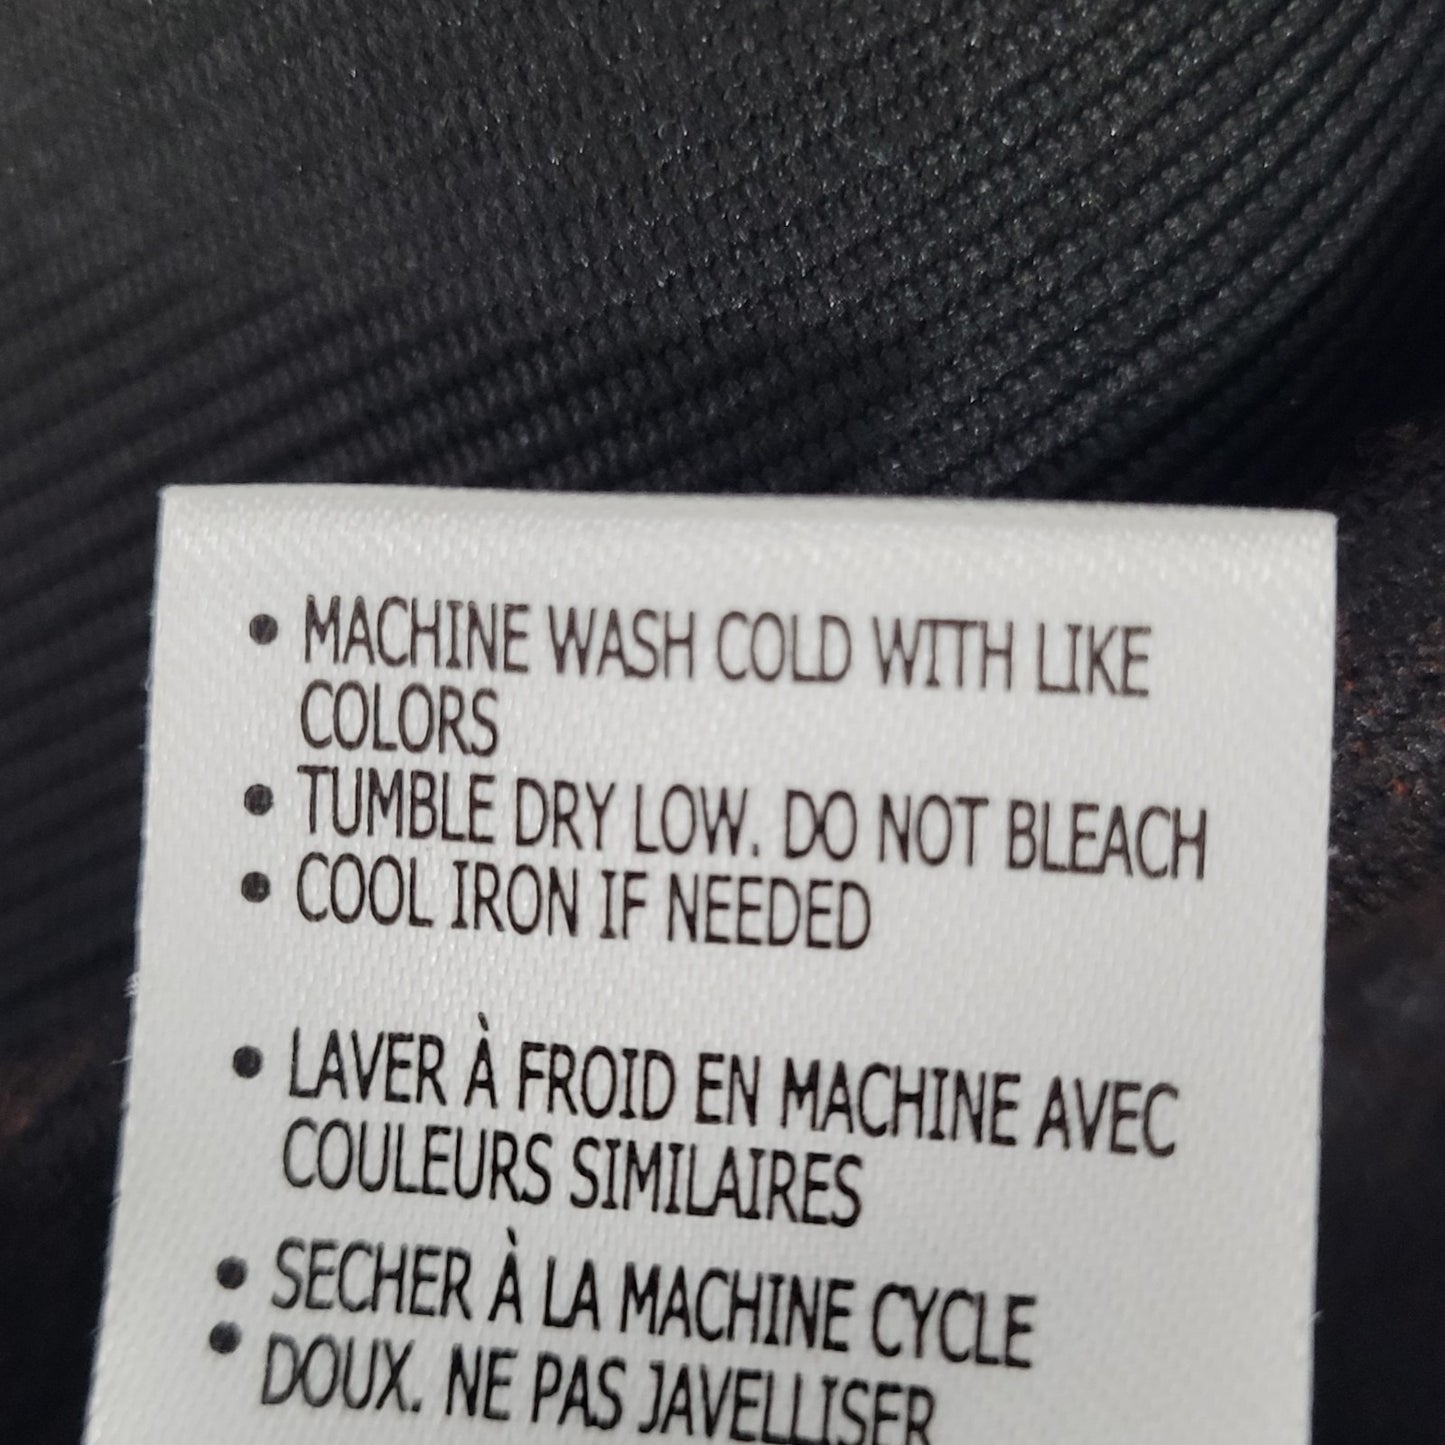 • MACHINE WASH COLD WITH LIKE
COLORS
• TUMBLE DRY LOW. DO NOT BLEACH
• COOL IRON IF NEEDED
• LAVER À FROID EN MACHINE AVEC
COULEURS SIMILAIRES
• SECHER À LA MACHINE CYCLE
• DOUX. NE PAS JAVELLISER